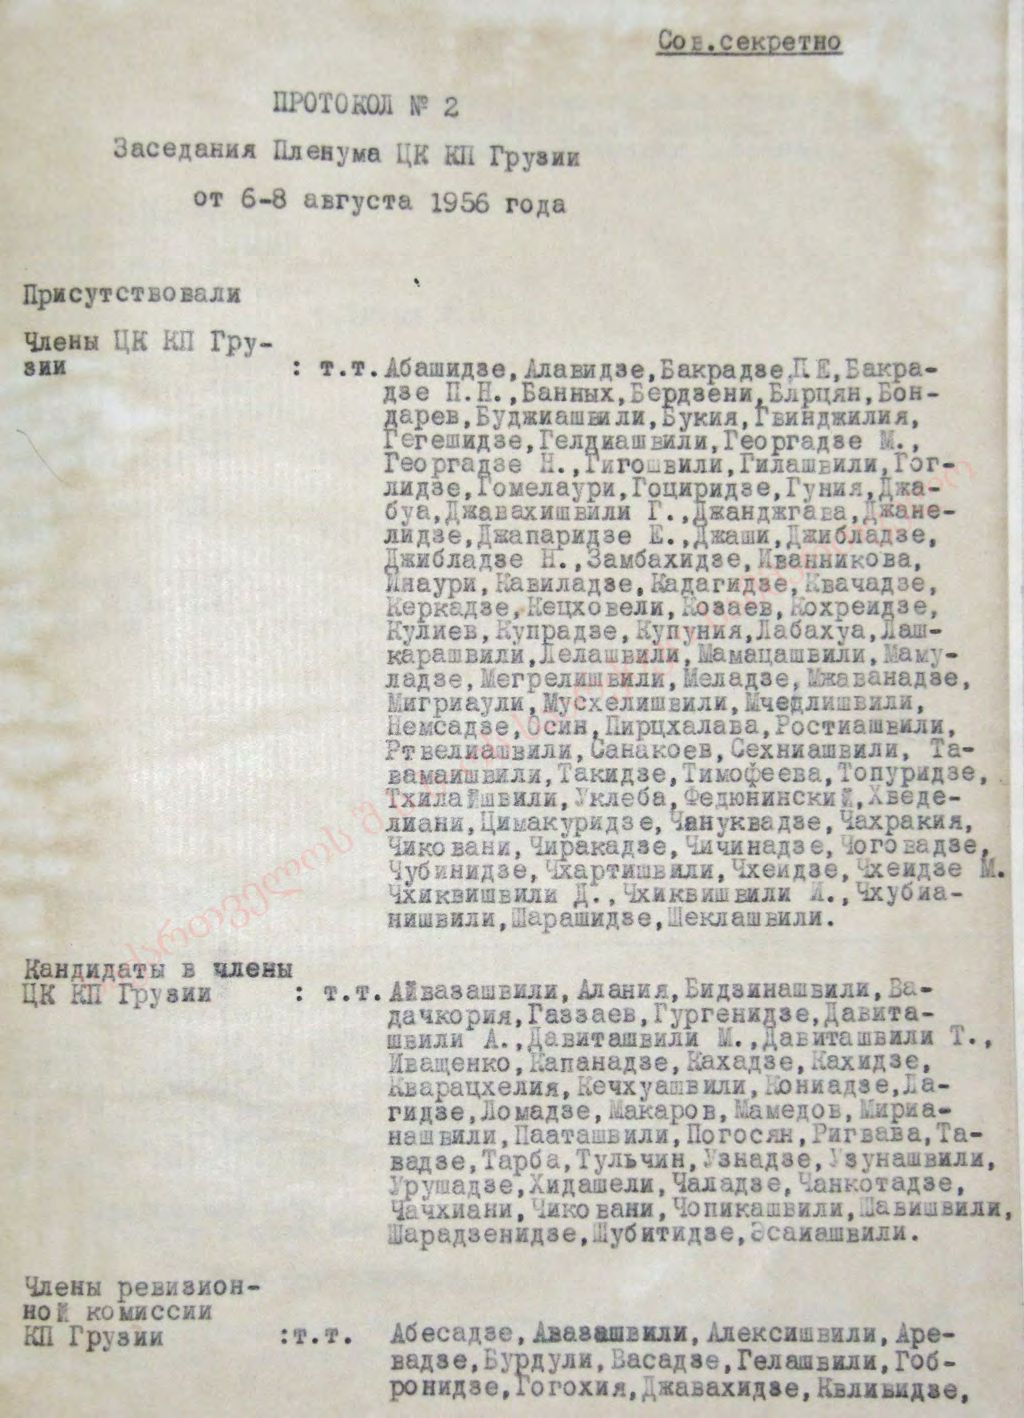 Сов.секретно
ПРОТОКОЛ № 2
Заседания Пленума ЦК КП Грузии
от 6-8 августа 1956 года
Присутствовали
Члены ЦК КП Гру-
зии : т.т. Абашидзе, Алавидзе, Бакрадзе Д.Е, Бакра-
дзе П.Н., Банных, Бердзени, Блрцян, Бон-
дарев, Буджиашвили, Букия, Гвинджилия,
Гегешидзе, Гелдиашвили, Георгадзе М.,
Георгадзе Н., Гигошвили, Гилашвили, Гог-
лидзе, Гомелаури, Гоциридзе, Гуния, Джа-
буа, Джавахишвили Г., Джанджгава, Джане-
лидзе, Джапаридзе Е., Джаши, Джибладзе,
Джибладзе Н., Замбахидзе, Иванникова,
Инаури, Кавиладзе, Кадагидзе, Квачадзе,
Керкадзе, Кецховели, Козаев, Кохреидзе,
Кулиев, Купрадзе, Купуния, Лабахуа, Лаш-
карашвили, Лелашвили, Мамацашвили, Маму-
ладзе, Мегрелишвили, Меладзе, Мжаванадзе,
Мигриаули, Мусхелишвили, Мчедлишвили,
Немсадзе, Осин, Пирцхалава, Ростиашвили,
Ртвелиашвили, Санакоев, Сехниашвили, Та-
вамаишвили, Такидзе, Тимофеева, Топуридзе,
Тхилайшвили, Уклеба, Федюнинский, Хведе-
лиани, Цимакуридзе, Чануквадзе, Чахракия,
Чиковани, Чиракадзе, Чичинадзе, Чоговадзе,
Чубинидзе, Чхартишвили, Чхеидзе, Чхеидзе М.
Чхиквишвили Д., Чхиквишвили И., Чхубиа-
нишвили, Шарашидзе, Шеклашвили.
Кандидаты в члены
ЦК КП Грузии : т.т. Айвазашвили, Алания, Бидзинашвили, Ва-
дачкория, Газзаев, Гургенидзе, Давита-
швили А., Давиташвили М., Давиташвили Т.,
Иващенко, Капанадзе, Кахадзе, Кахидзе,
Кварацхелия, Кечхуашвили, Кониадзе, Ла-
гидзе, Ломадзе, Макаров, Мамедов, Мириа-
нашвили, Пааташвили, Погосян, Ригвава, Та-
вадзе, Тарба, Тульчин, Узнадзе, Узунашвили,
Урушадзе, Хидашели, Чаладзе, Чанкотадзе,
Чачхиани, Чиковани, Чопикашвили, Шавишвили,
Шарадзенидзе, Шубитидзе, Эсаиашвили.
Члены ревизион-
ной комиссии
КП Грузии : т.т. Абесадзе, Авазашвили, Алексишвили, Аре-
вадзе, Бурдули, Васадзе, Гелашвили, Гоб-
ронидзе, Гогохия, Джавахидзе, Квливидзе,